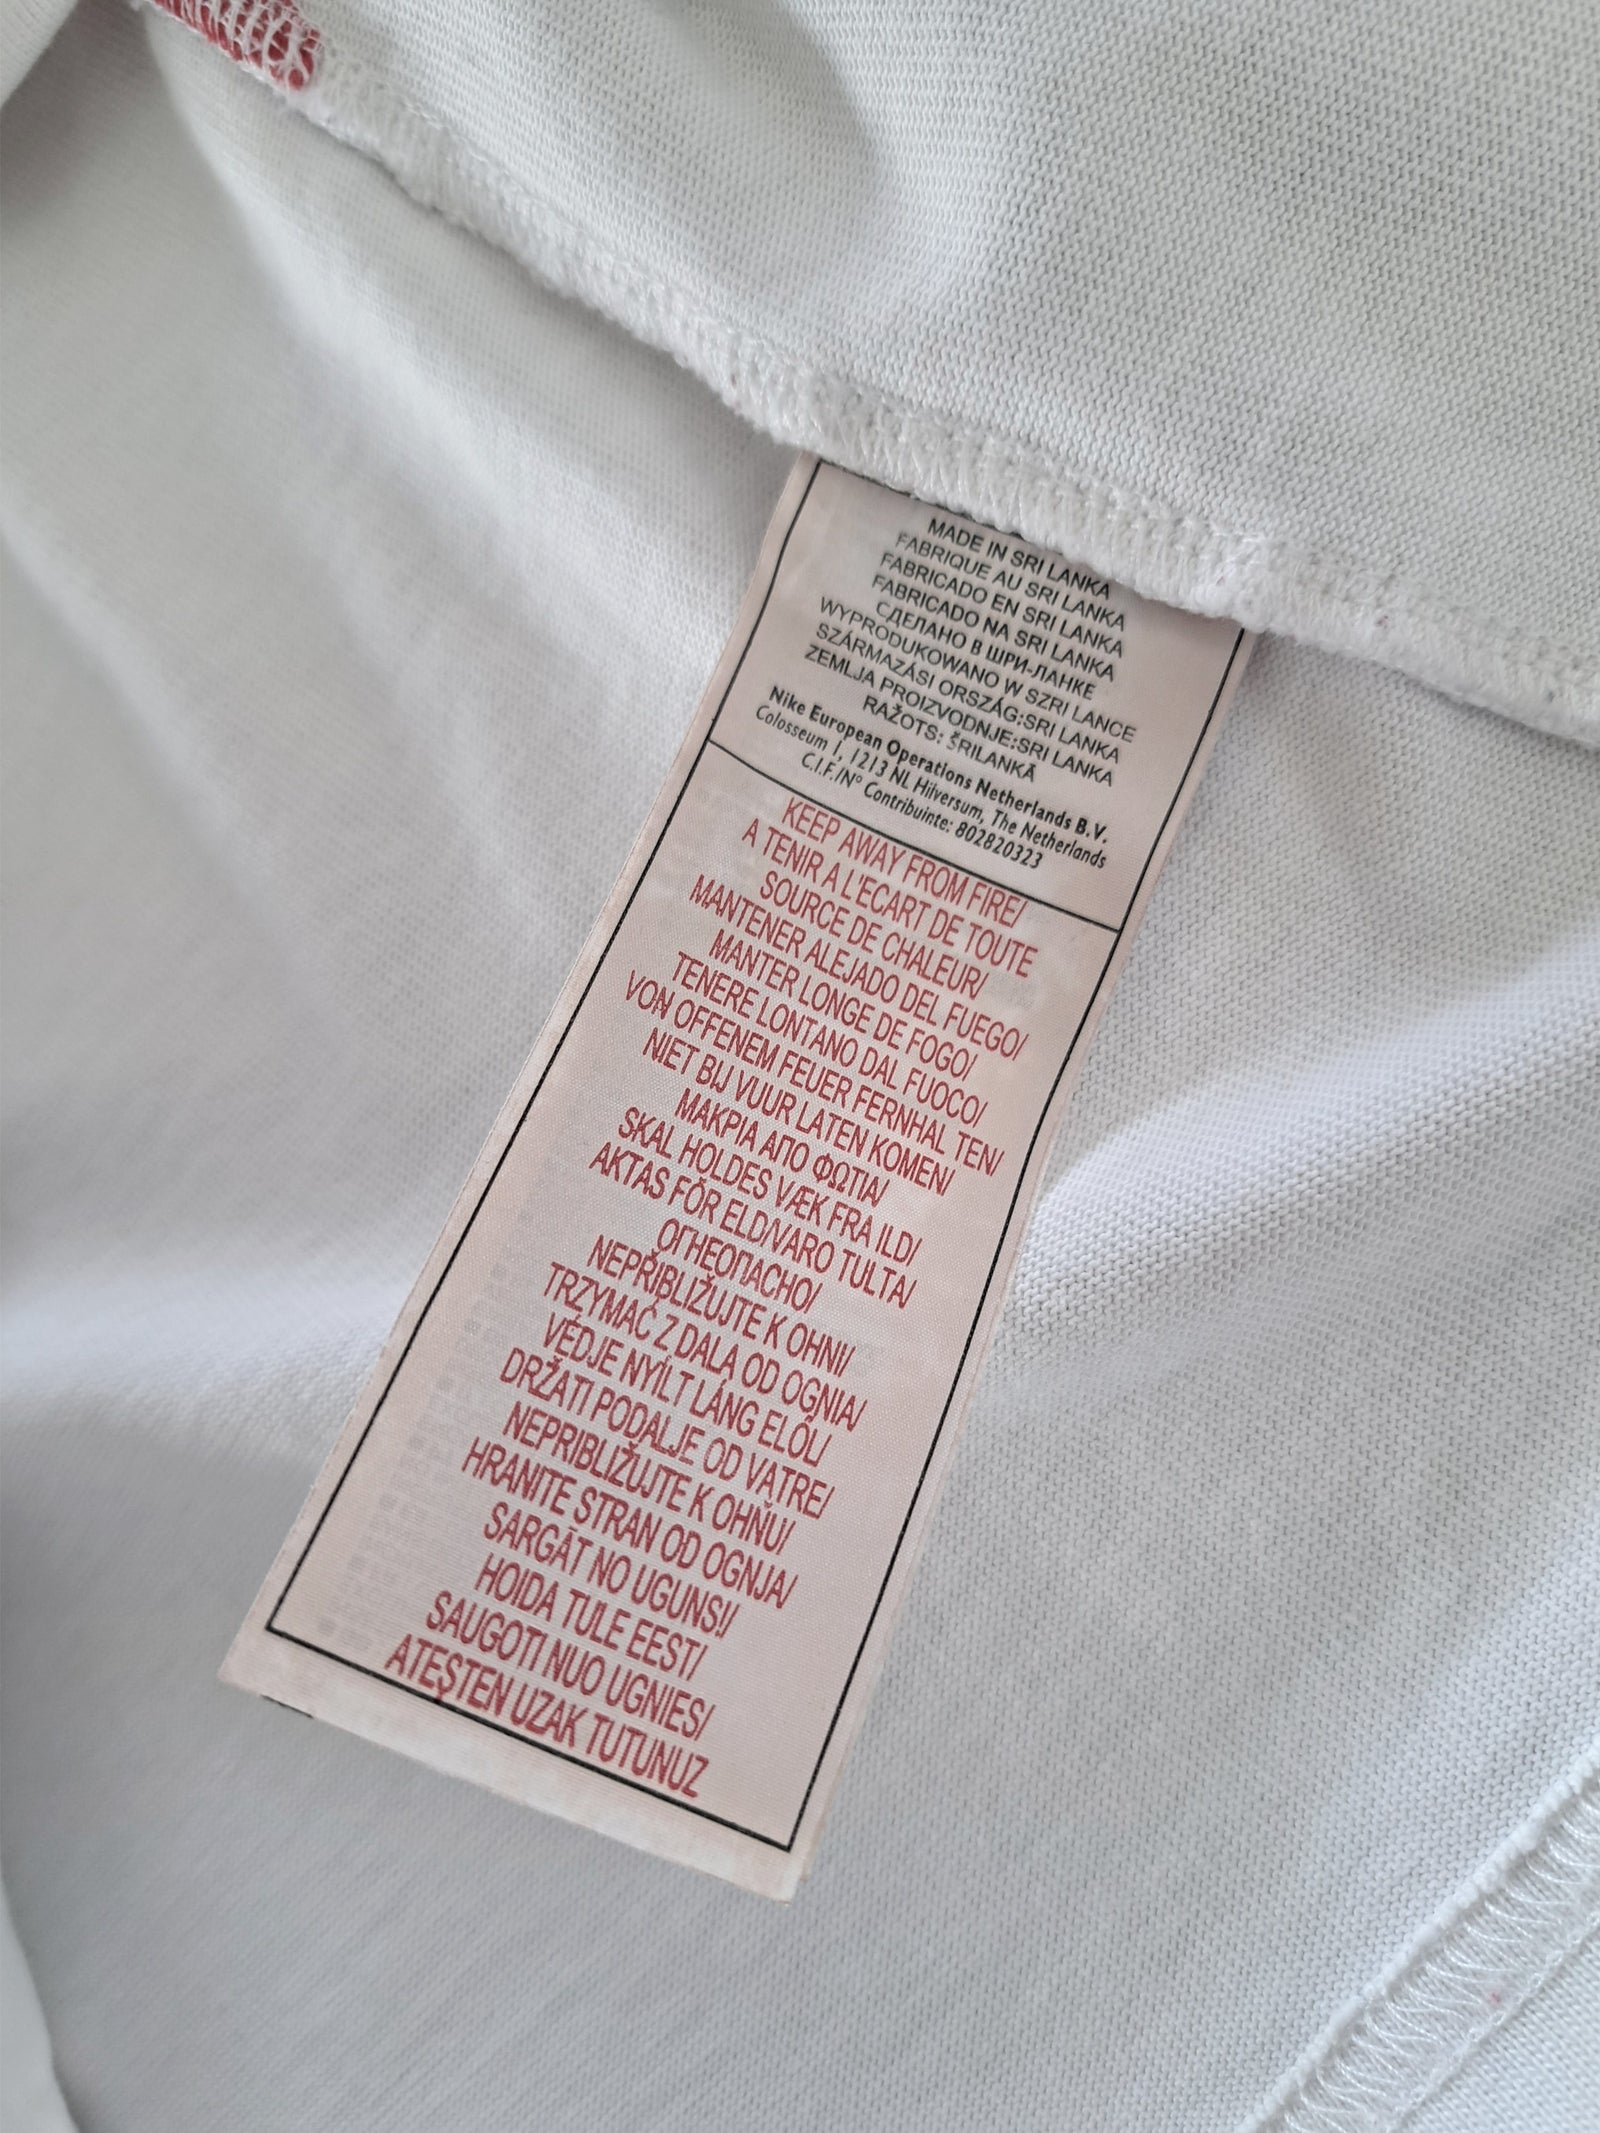 MADE IN SRI LANKA
FABRIQUE AU SRI LANKA
FABRICADO EN SRI LANKA
FABRICADO NA SRI LANKA
СДЕЛАНО В ШРИ-ЛАНКЕ
WYPRODUKOWANO W SZRI LANCE
SZÁRMAZÁSI ORSZÁG:SRI LANKA
ZEMLJA PROIZVODNJE:SRI LANKA
RAŽOTS: ŠRILANKĀ
Nike European Operations Netherlands B.V.
Colosseum 1, 1213 NL Hilversum, The Netherlands
C.I.F./N° Contribuinte: 802820323
KEEP AWAY FROM FIRE/
A TENIR A L'ECART DE TOUTE
SOURCE DE CHALEUR/
MANTENER ALEJADO DEL FUEGO/
MANTER LONGE DE FOGO/
TENERE LONTANO DAL FUOCO/
VON OFFENEM FEUER FERNHAL TEN/
NIET BIJ VUUR LATEN KOMEN/
ΜΑΚΡΙΑ ΑΠΟ ΦΩΤΙΑ/
SKAL HOLDES VÆK FRA ILD/
AKTAS FÖR ELD/VARO TULTA/
ОГНЕОПАСНО/
NEPŘIBLIŽUJTE K OHNI/
TRZYMAĆ Z DALA OD OGNIA/
VÉDJE NYÍLT LÁNG ELŐL/
DRŽATI PODALJE OD VATRE/
NEPRIBLIŽUJTE K OHŇU/
HRANITE STRAN OD OGNJA/
SARGĀT NO UGUNS!/
HOIDA TULE EEST/
SAUGOTI NUO UGNIES/
ATEŞTEN UZAK TUTUNUZ